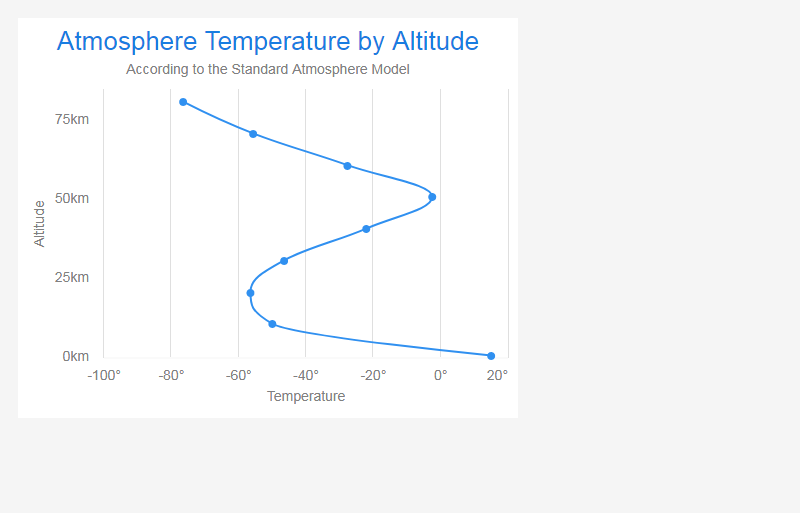 Atmosphere Temperature by Altitude
According to the Standard Atmosphere Model
75km
50km
25km
0km
Altitude
-100° -80° -60° -40° -20° 0° 20°
Temperature